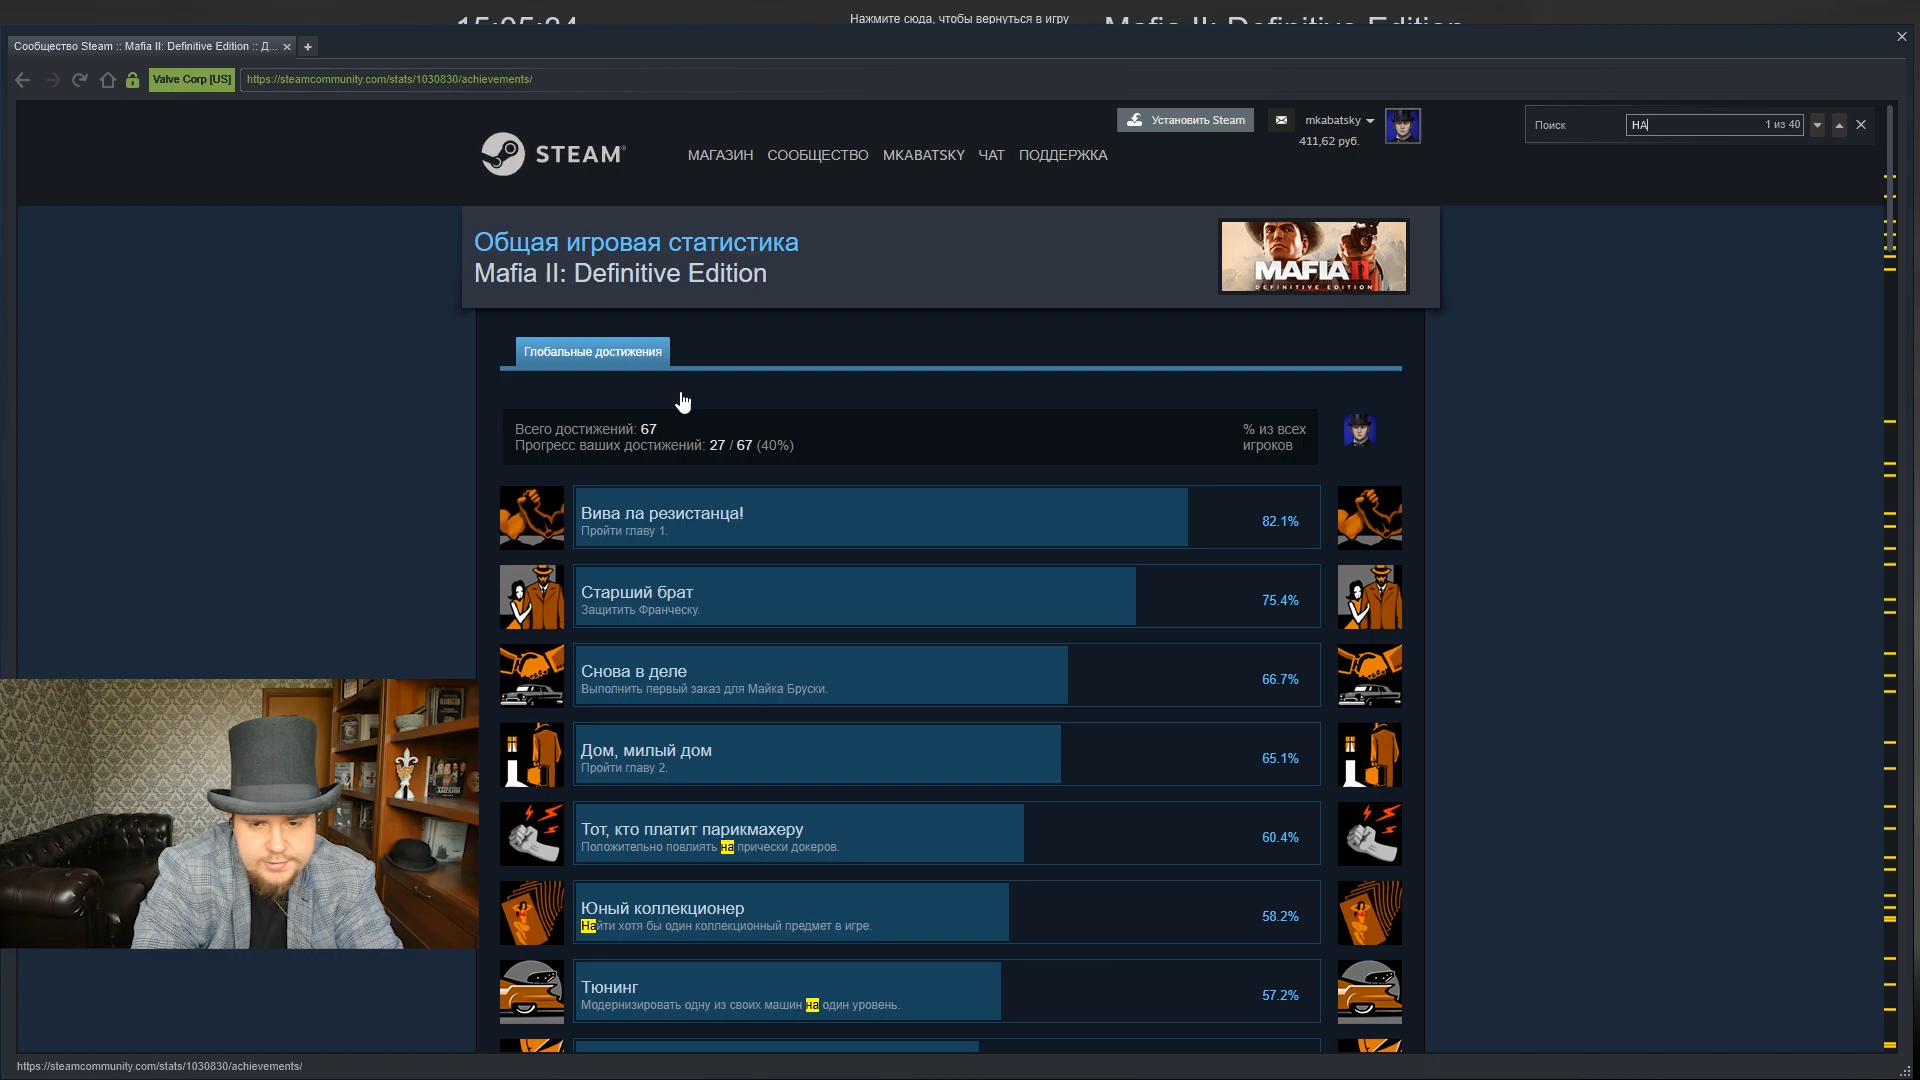 15:05:24
Нажмите сюда, чтобы вернуться в игру
Mafia II: Definitive Edition
Сообщество Steam :: Mafia II: Definitive Edition :: Д...
Valve Corp [US]
https://steamcommunity.com/stats/1030830/achievements/
Установить Steam
mkabatsky
411,62 руб.
Поиск
НА
1 из 40
STEAM
МАГАЗИН
СООБЩЕСТВО
MKABATSKY
ЧАТ
ПОДДЕРЖКА
Общая игровая статистика
Mafia II: Definitive Edition
MAFIA II
DEFINITIVE EDITION
Глобальные достижения
Всего достижений: 67
Прогресс ваших достижений: 27 / 67 (40%)
% из всех
игроков
Вива ла резистанца!
Пройти главу 1.
82.1%
Старший брат
Защитить Франческу.
75.4%
Снова в деле
Выполнить первый заказ для Майка Бруски.
66.7%
Дом, милый дом
Пройти главу 2.
65.1%
Тот, кто платит парикмахеру
Положительно повлиять на прически докеров.
60.4%
Юный коллекционер
Найти хотя бы один коллекционный предмет в игре.
58.2%
Тюнинг
Модернизировать одну из своих машин на один уровень.
57.2%
https://steamcommunity.com/stats/1030830/achievements/